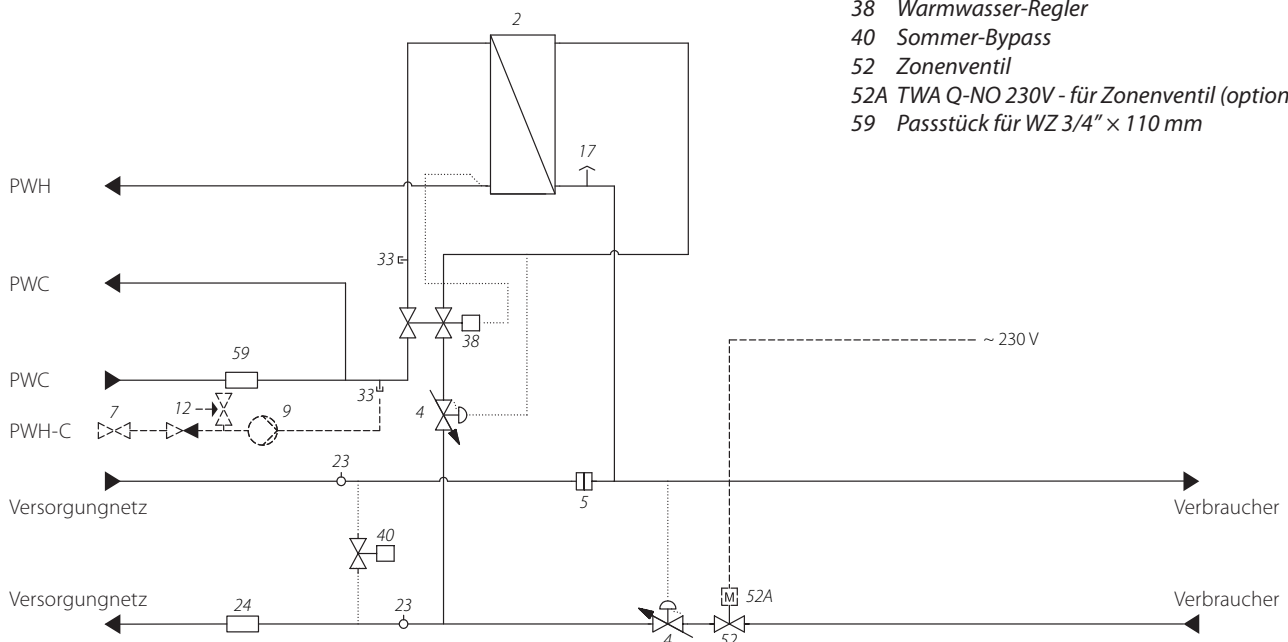 38 Warmwasser-Regler
40 Sommer-Bypass
52 Zonenventil
52A TWA Q-NO 230V - für Zonenventil (option
59 Passstück für WZ 3/4″ × 110 mm
2
17
PWH
33
PWC
38
~ 230 V
59
PWC
33
7
12
9
4
PWH-C
23
5
Versorgungnetz
Verbraucher
40
24
23
M
52A
Versorgungnetz
Verbraucher
4
52